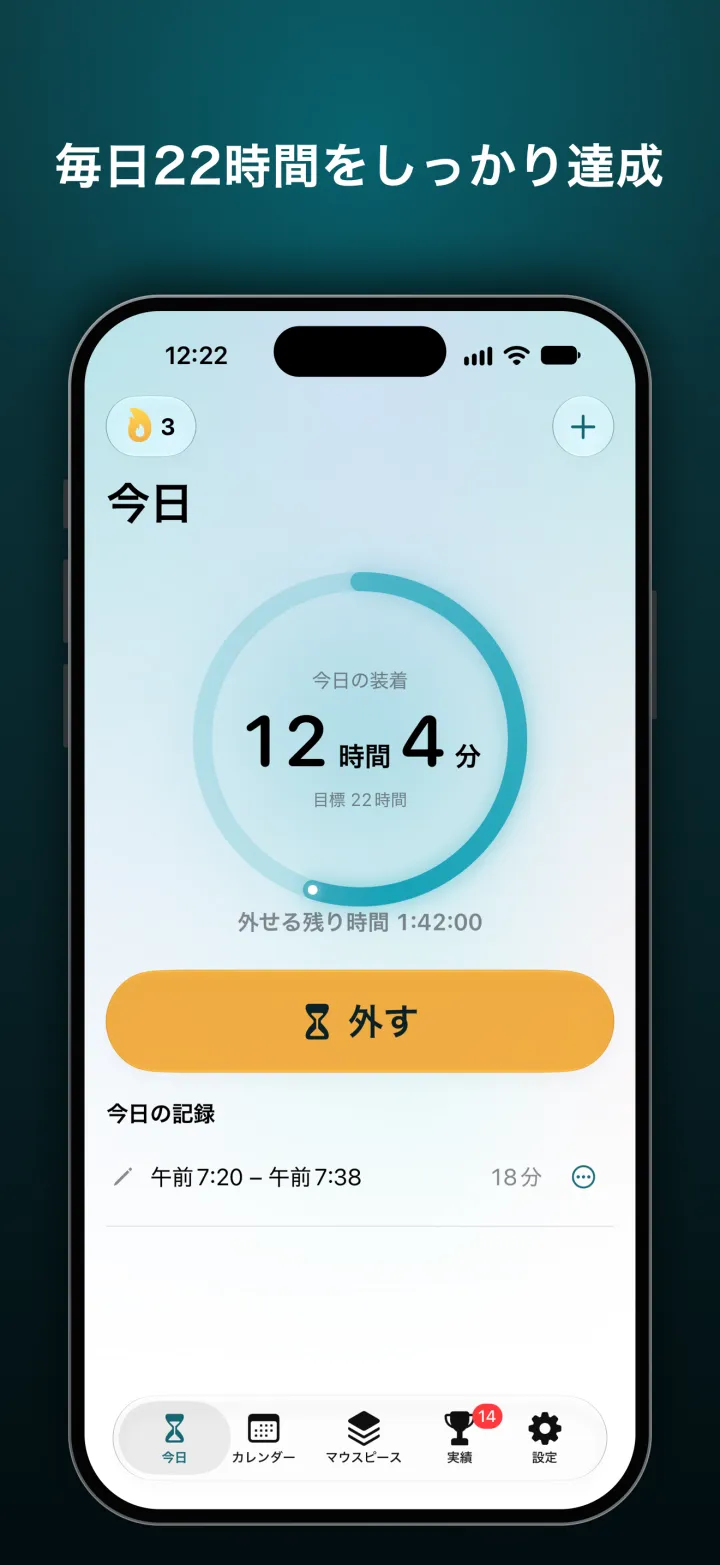 毎日22時間をしっかり達成
12:22
3
今日
今日の装着
12時間4分
目標 22時間
外せる残り時間 1:42:00
外す
今日の記録
午前7:20 – 午前7:38 18分
14
今日 カレンダー マウスピース 実績 設定